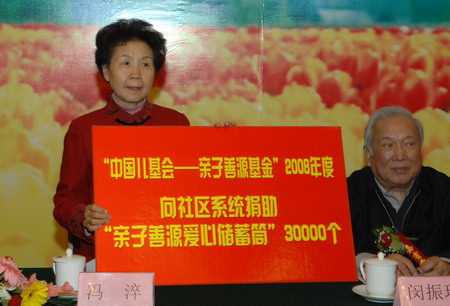 “中国儿基会——亲子善源基金”2008年度
向社区系统捐助
“亲子善源爱心储蓄筒”30000个
冯 淬
闵振